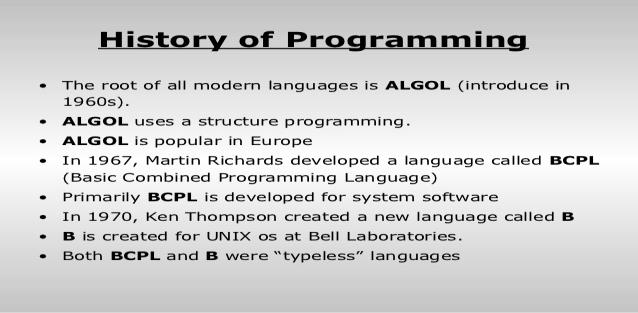 History of Programming
• The root of all modern languages is ALGOL (introduce in
1960s).
• ALGOL uses a structure programming.
• ALGOL is popular in Europe
• In 1967, Martin Richards developed a language called BCPL
(Basic Combined Programming Language)
• Primarily BCPL is developed for system software
• In 1970, Ken Thompson created a new language called B
• B is created for UNIX os at Bell Laboratories.
• Both BCPL and B were “typeless” languages